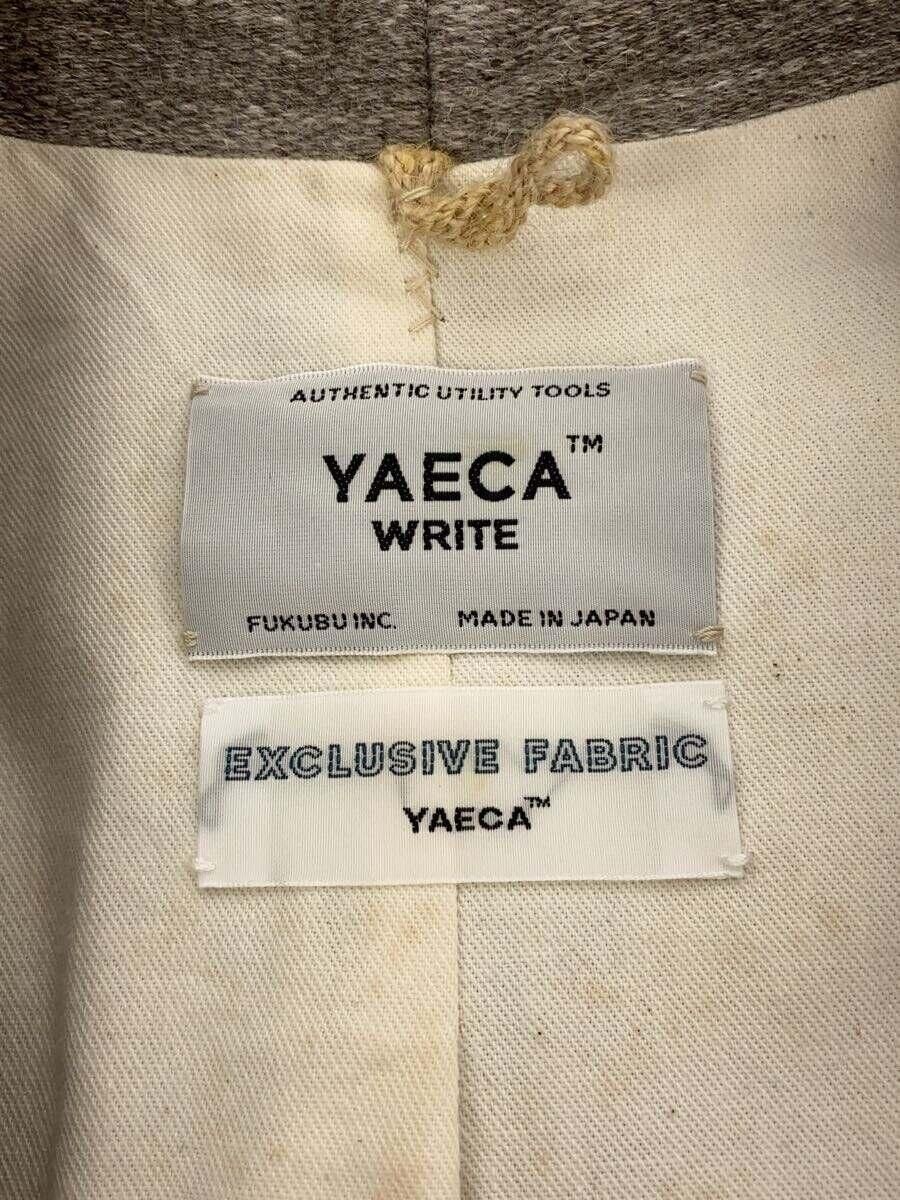 AUTHENTIC UTILITY TOOLS
YAECA™
WRITE
FUKUBU INC. MADE IN JAPAN
EXCLUSIVE FABRIC
YAECA™